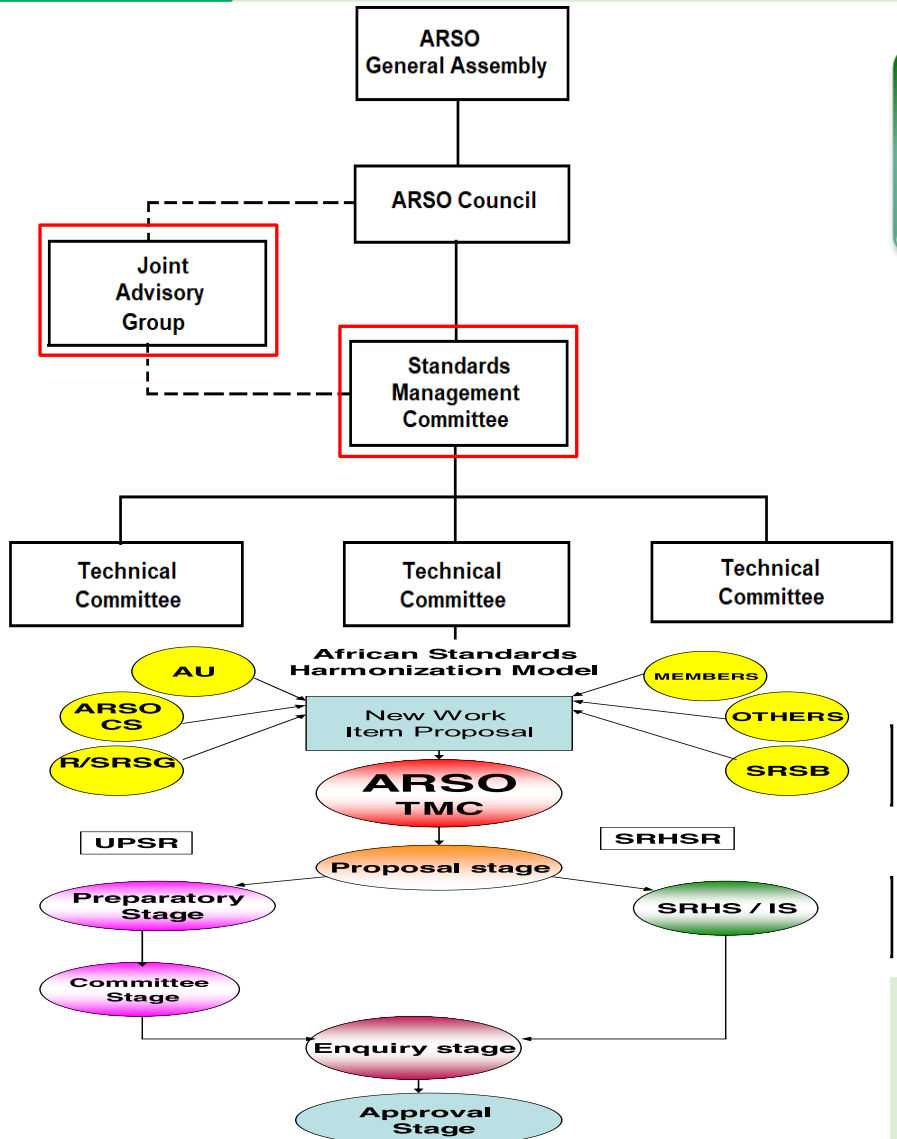 ARSO
General Assembly
ARSO Council
Joint
Advisory
Group
Standards
Management
Committee
Technical
Committee
Technical
Committee
Technical
Committee
African Standards
Harmonization Model
AU
MEMBERS
ARSO
CS
New Work
Item Proposal
OTHERS
R/SRSG
SRSB
ARSO
TMC
UPSR
SRHSR
Proposal stage
Preparatory
Stage
SRHS / IS
Committee
Stage
Enquiry stage
Approval
Stage